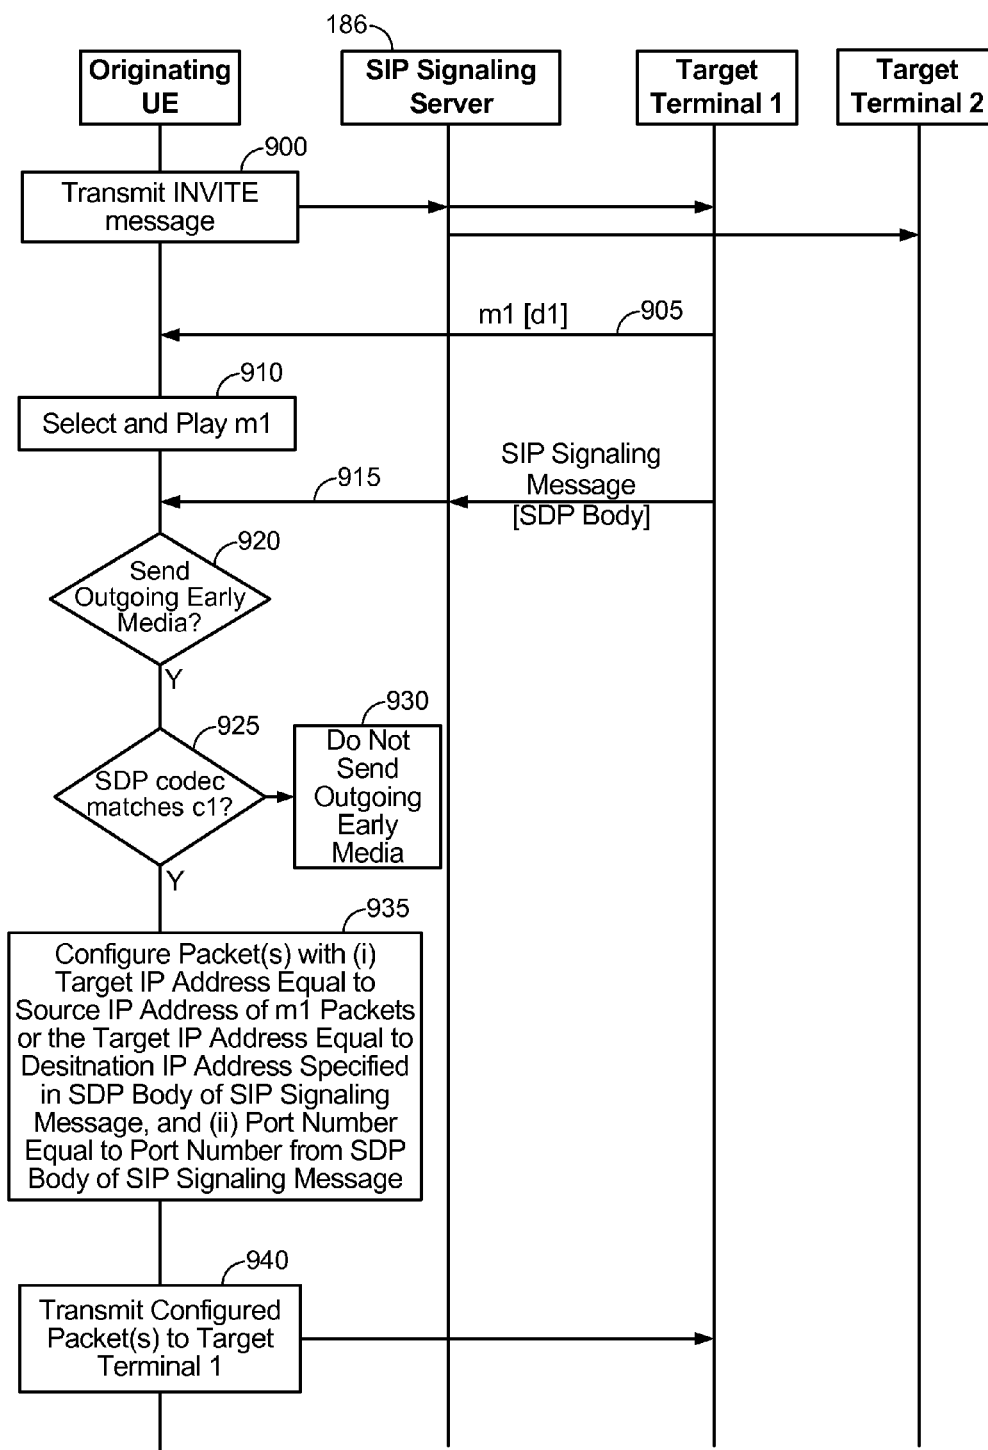 186
Originating
UE
SIP Signaling
Server
Target
Terminal 1
Target
Terminal 2
900
Transmit INVITE
message
m1 [d1]
905
910
Select and Play m1
915
SIP Signaling
Message
[SDP Body]
920
Send
Outgoing Early
Media?
Y
925
SDP codec
matches c1?
930
Do Not
Send
Outgoing
Early
Media
Y
935
Configure Packet(s) with (i)
Target IP Address Equal to
Source IP Address of m1 Packets
or the Target IP Address Equal to
Desitnation IP Address Specified
in SDP Body of SIP Signaling
Message, and (ii) Port Number
Equal to Port Number from SDP
Body of SIP Signaling Message
940
Transmit Configured
Packet(s) to Target
Terminal 1